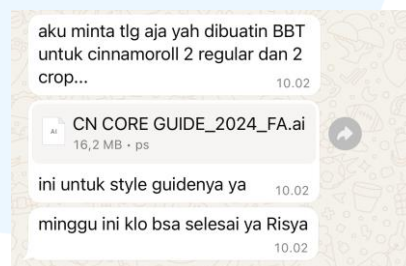 aku minta tlg aja yah dibuatin BBT
untuk cinnamoroll 2 regular dan 2
crop...
10.02
AI
CN CORE GUIDE_2024_FA.ai
16,2 MB • ps
ini untuk style guidenya ya
10.02
minggu ini klo bsa selesai ya Risya
10.02